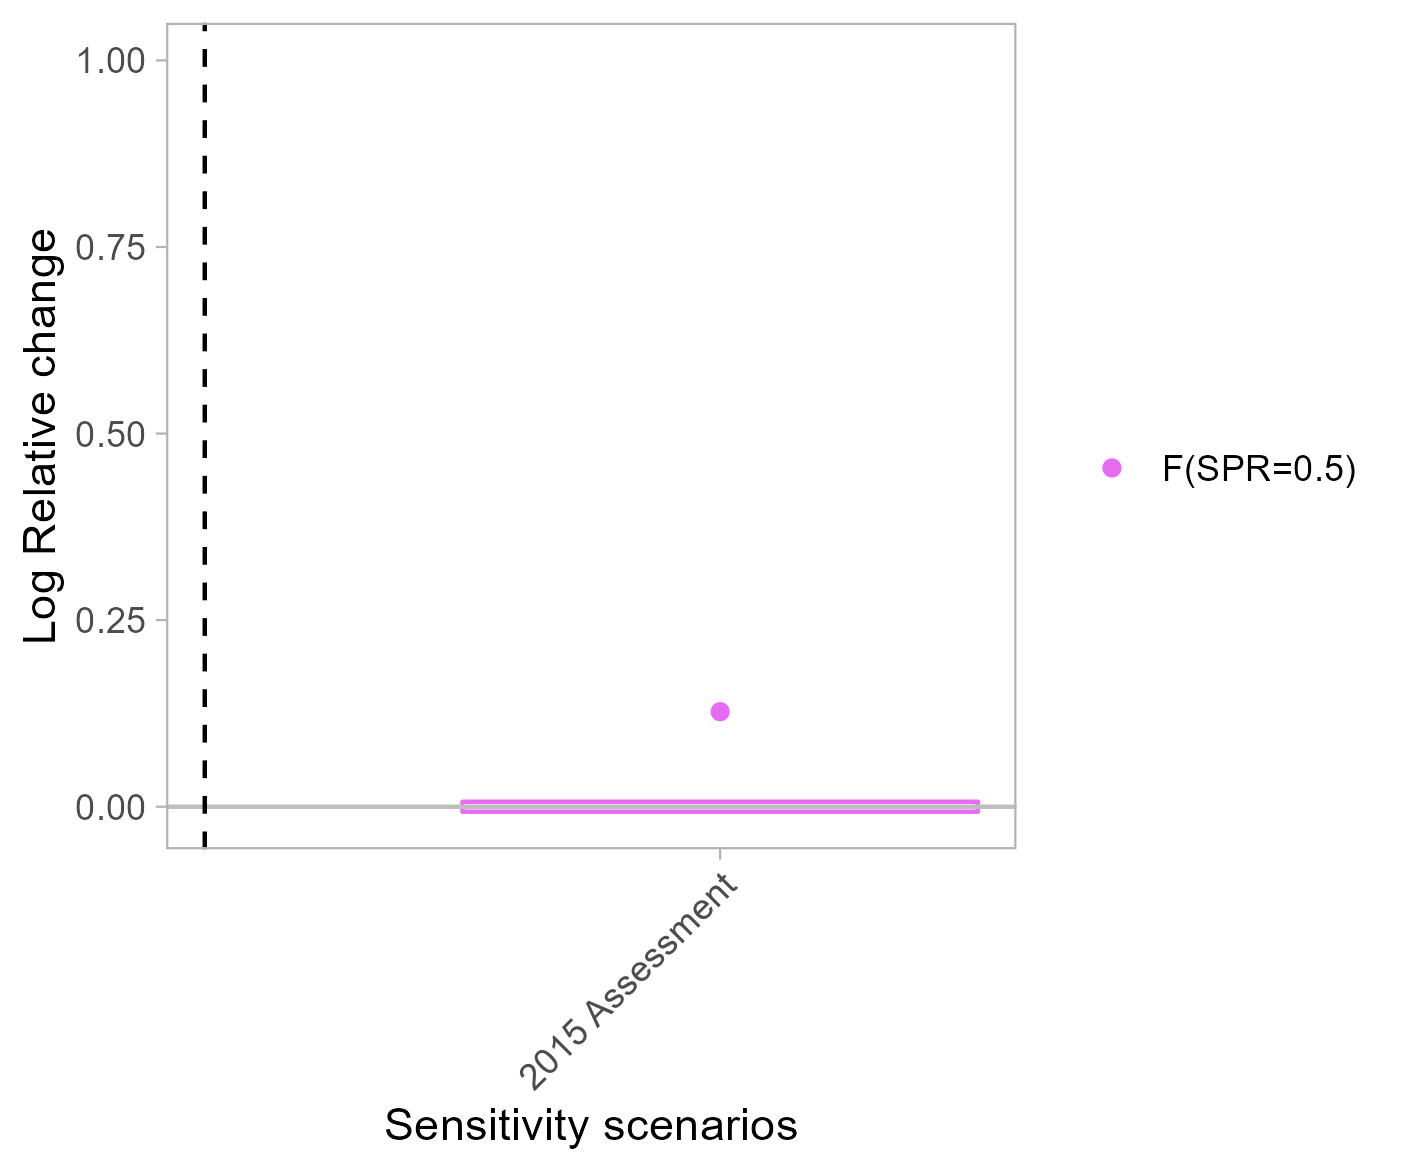 Log Relative change
1.00
0.75
0.50
0.25
0.00
2015 Assessment
Sensitivity scenarios
F(SPR=0.5)